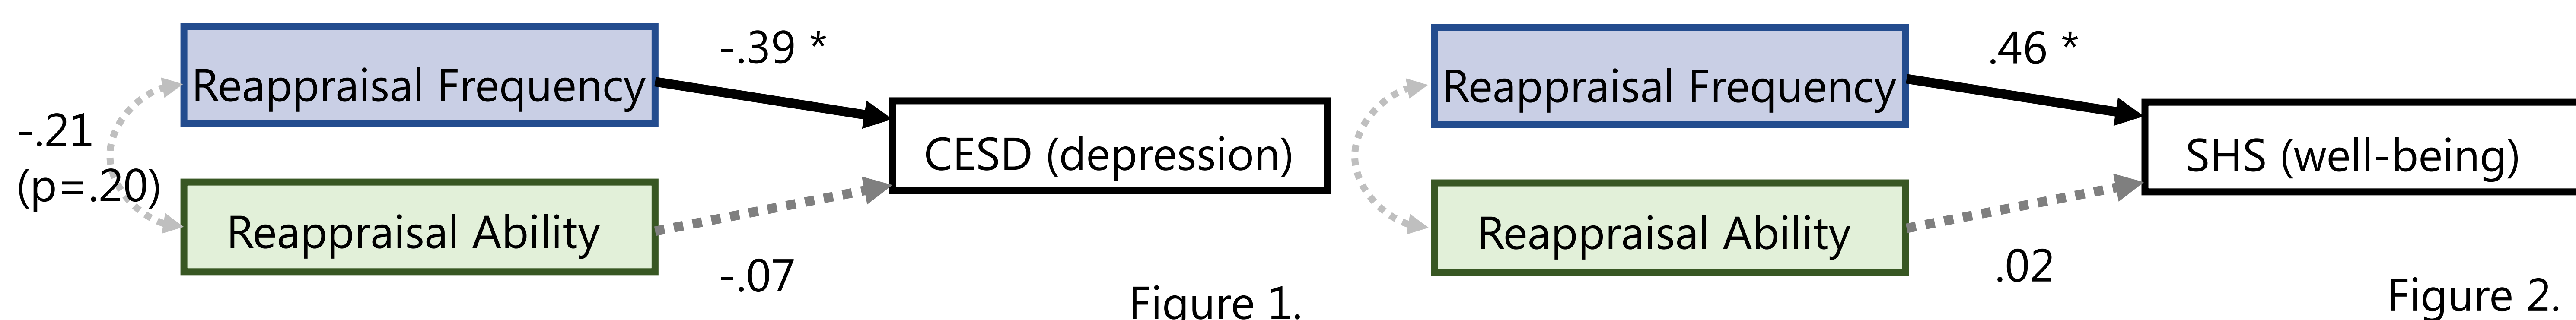 -.39 *
Reappraisal Frequency
-.21
(p=.20)
CESD (depression)
Reappraisal Ability
-.07
Figure 1.
.46 *
Reappraisal Frequency
SHS (well-being)
Reappraisal Ability
.02
Figure 2.